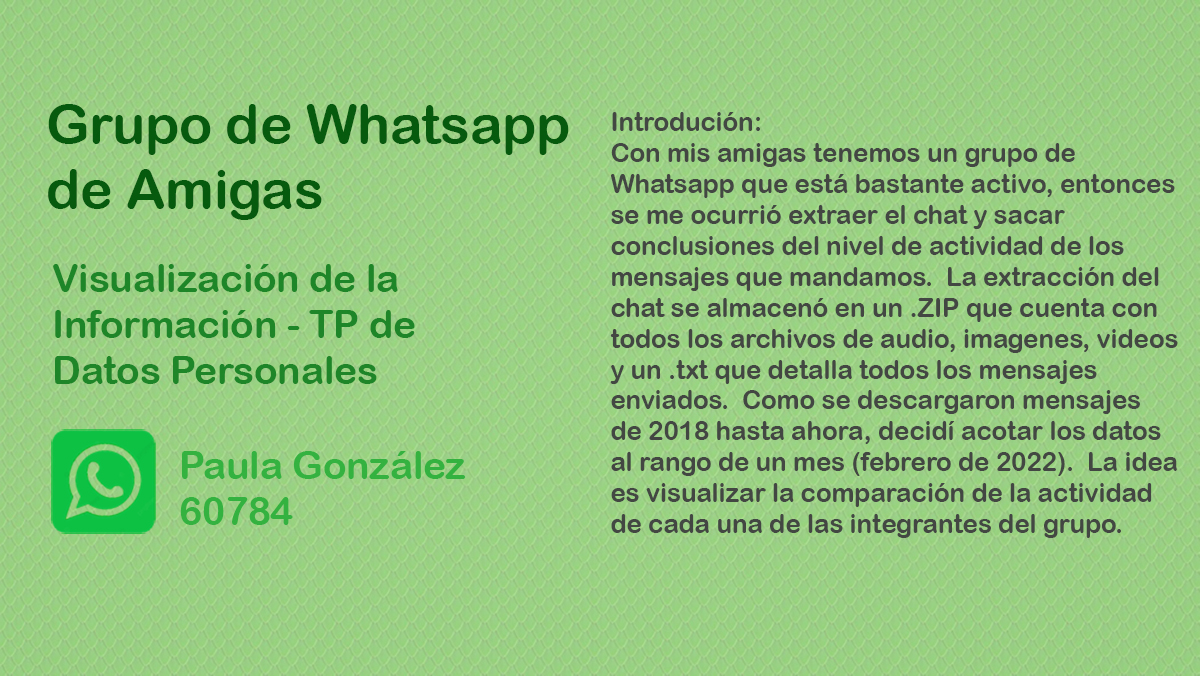 Grupo de Whatsapp
de Amigas
Visualización de la
Información - TP de
Datos Personales
Paula González
60784
Introdución:
Con mis amigas tenemos un grupo de
Whatsapp que está bastante activo, entonces
se me ocurrió extraer el chat y sacar
conclusiones del nivel de actividad de los
mensajes que mandamos.  La extracción del
chat se almacenó en un .ZIP que cuenta con
todos los archivos de audio, imagenes, videos
y un .txt que detalla todos los mensajes
enviados.  Como se descargaron mensajes
de 2018 hasta ahora, decidí acotar los datos
al rango de un mes (febrero de 2022).  La idea
es visualizar la comparación de la actividad
de cada una de las integrantes del grupo.